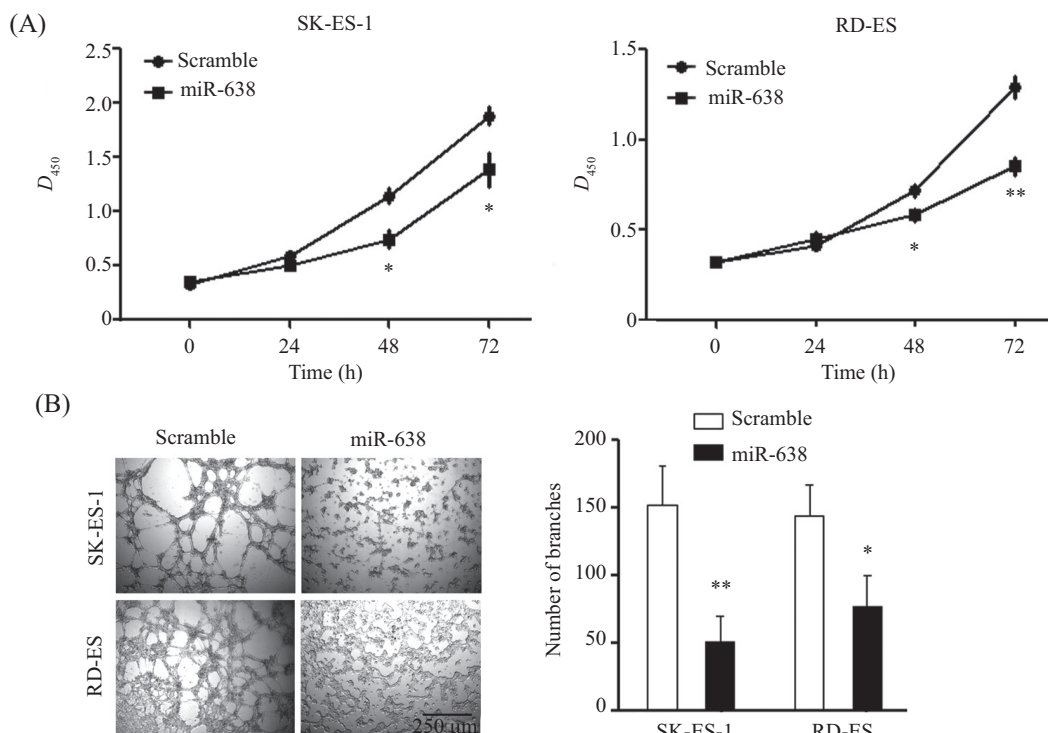 (A)
SK-ES-1
Scramble
miR-638
2.5
2.0
1.5
1.0
0.5
0
D450
0
24
48
72
Time (h)
*
*
RD-ES
Scramble
miR-638
1.5
1.0
0.5
0
D450
0
24
48
72
Time (h)
*
**
(B)
Scramble
miR-638
SK-ES-1
RD-ES
250 μm
Scramble
miR-638
200
150
100
50
0
Number of branches
**
*
SK-ES-1
RD-ES